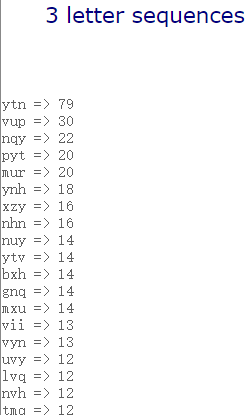 3 letter sequences
ytn => 79
vup => 30
nqy => 22
pyt => 20
mur => 20
ynh => 18
xzy => 16
nhn => 16
nuy => 14
ytv => 14
bxh => 14
gnq => 14
mxu => 14
vii => 13
vyn => 13
uvy => 12
lvq => 12
nvh => 12
tmq => 12